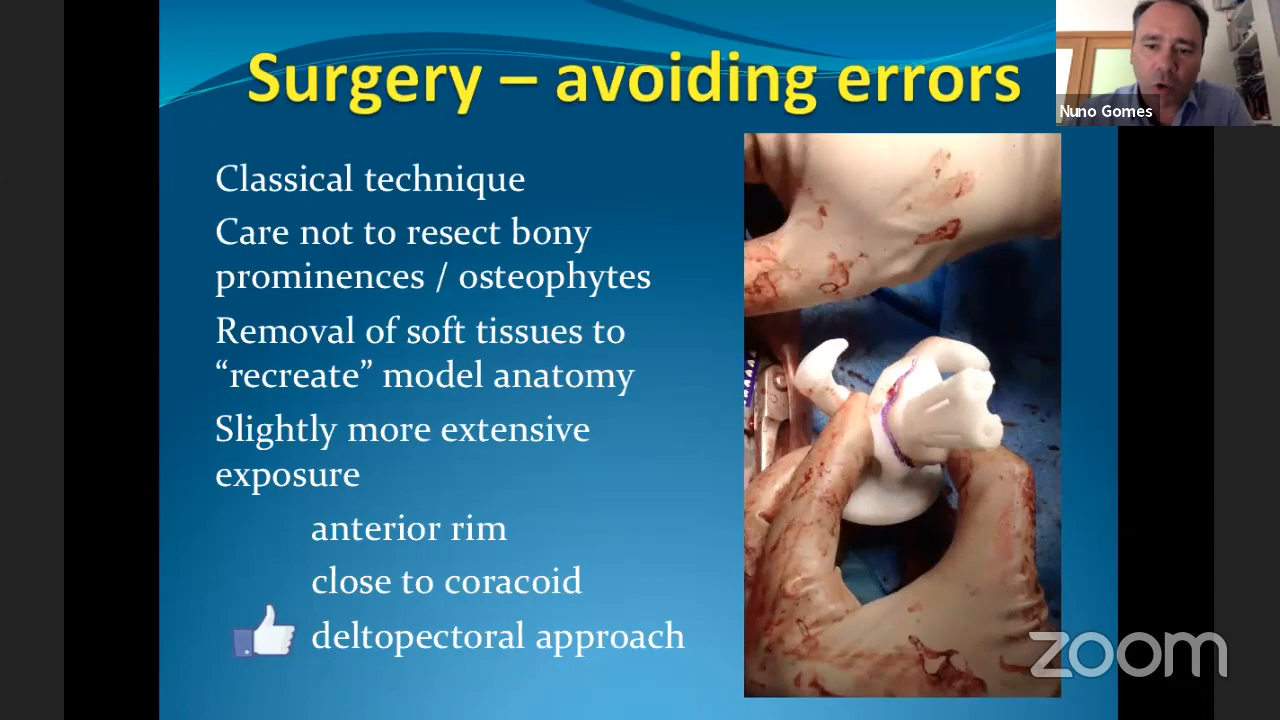 Surgery – avoiding errors
Nuno Gomes
Classical technique
Care not to resect bony
prominences / osteophytes
Removal of soft tissues to
“recreate” model anatomy
Slightly more extensive
exposure
anterior rim
close to coracoid
deltopectoral approach
zoom